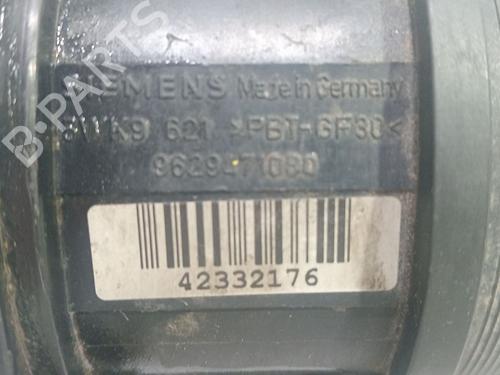 B-PARTS
SIEMENS Made in Germany
5WK9 621 >PBT-GF30<
9629471080
42332176